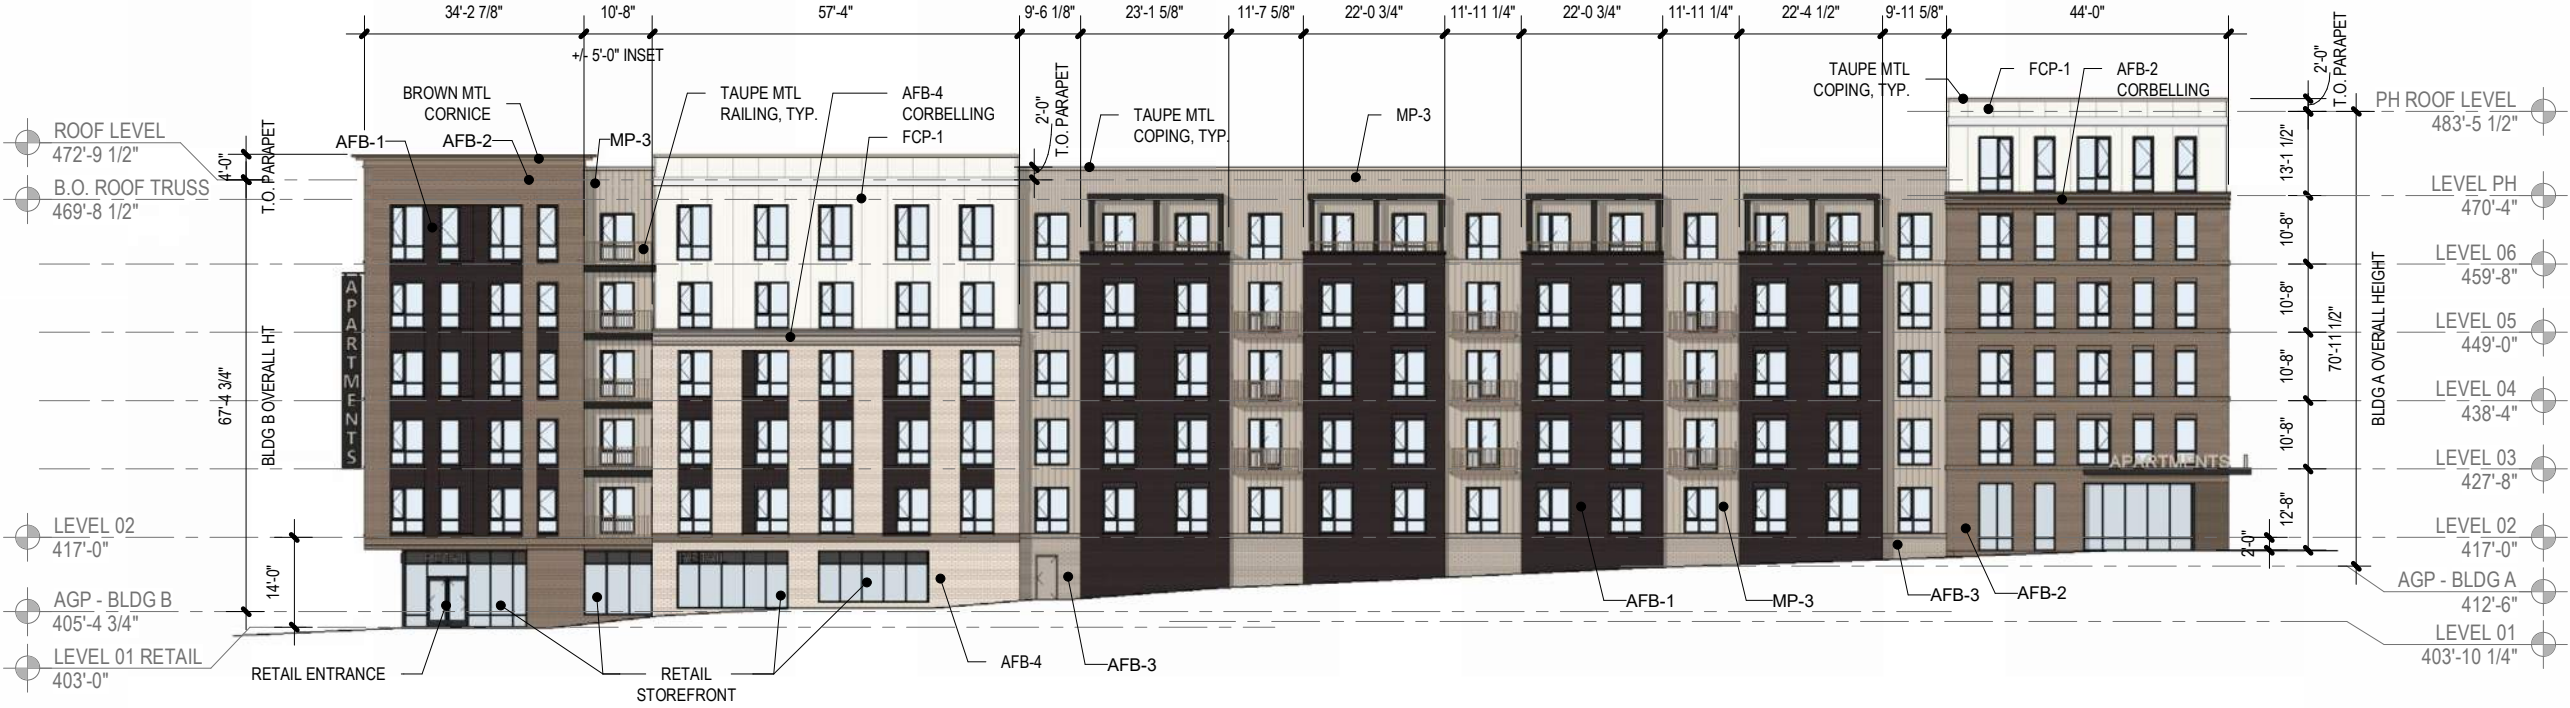 34'-2 7/8" 10'-8" 57'-4" 9'-6 1/8" 23'-1 5/8" 11'-7 5/8" 22'-0 3/4" 11'-11 1/4" 22'-0 3/4" 11'-11 1/4" 22'-4 1/2" 9'-11 5/8" 44'-0"
+/- 5'-0" INSET
BROWN MTL
CORNICE
AFB-1
AFB-2
MP-3
TAUPE MTL
RAILING, TYP.
AFB-4
CORBELLING
FCP-1
2'-0"
T.O. PARAPET
TAUPE MTL
COPING, TYP.
MP-3
TAUPE MTL
COPING, TYP.
FCP-1
AFB-2
CORBELLING
2'-0"
T.O. PARAPET
ROOF LEVEL
472'-9 1/2"
B.O. ROOF TRUSS
469'-8 1/2"
4'-0"
T.O. PARAPET
67'-4 3/4"
BLDG B OVERALL HT
LEVEL 02
417'-0"
14'-0"
AGP - BLDG B
405'-4 3/4"
LEVEL 01 RETAIL
403'-0"
APARTMENTS
RETAIL
RETAIL
APARTMENTS
RETAIL ENTRANCE
RETAIL
STOREFRONT
AFB-4
AFB-3
AFB-1
MP-3
AFB-3
AFB-2
13'-1 1/2"
10'-8"
10'-8"
10'-8"
10'-8"
12'-8"
2'-0"
70'-11 1/2"
BLDG A OVERALL HEIGHT
PH ROOF LEVEL
483'-5 1/2"
LEVEL PH
470'-4"
LEVEL 06
459'-8"
LEVEL 05
449'-0"
LEVEL 04
438'-4"
LEVEL 03
427'-8"
LEVEL 02
417'-0"
AGP - BLDG A
412'-6"
LEVEL 01
403'-10 1/4"